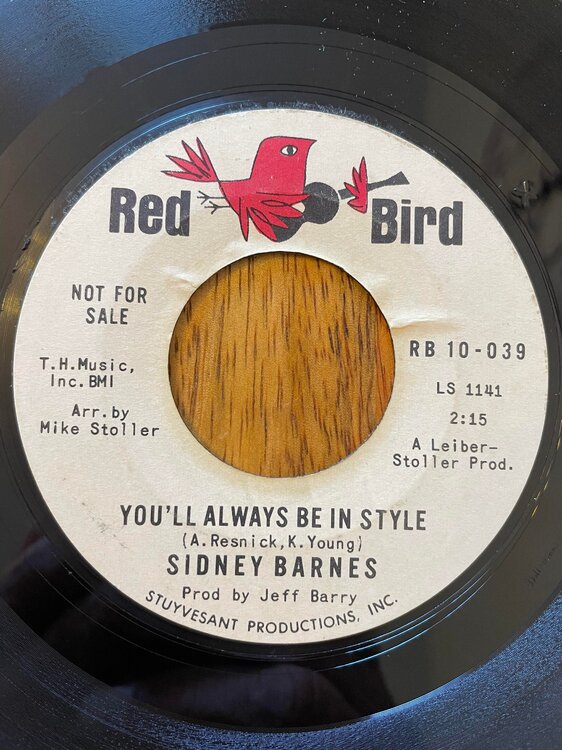 Red Bird
NOT FOR
SALE
T.H.Music,
Inc.BMI
Arr.by
Mike Stoller
RB 10-039
LS 1141
2:15
A Leiber-
Stoller Prod.
YOU'LL ALWAYS BE IN STYLE
(A.Resnick,K.Young)
SIDNEY BARNES
Prod by Jeff Barry
STUYVESANT PRODUCTIONS, INC.